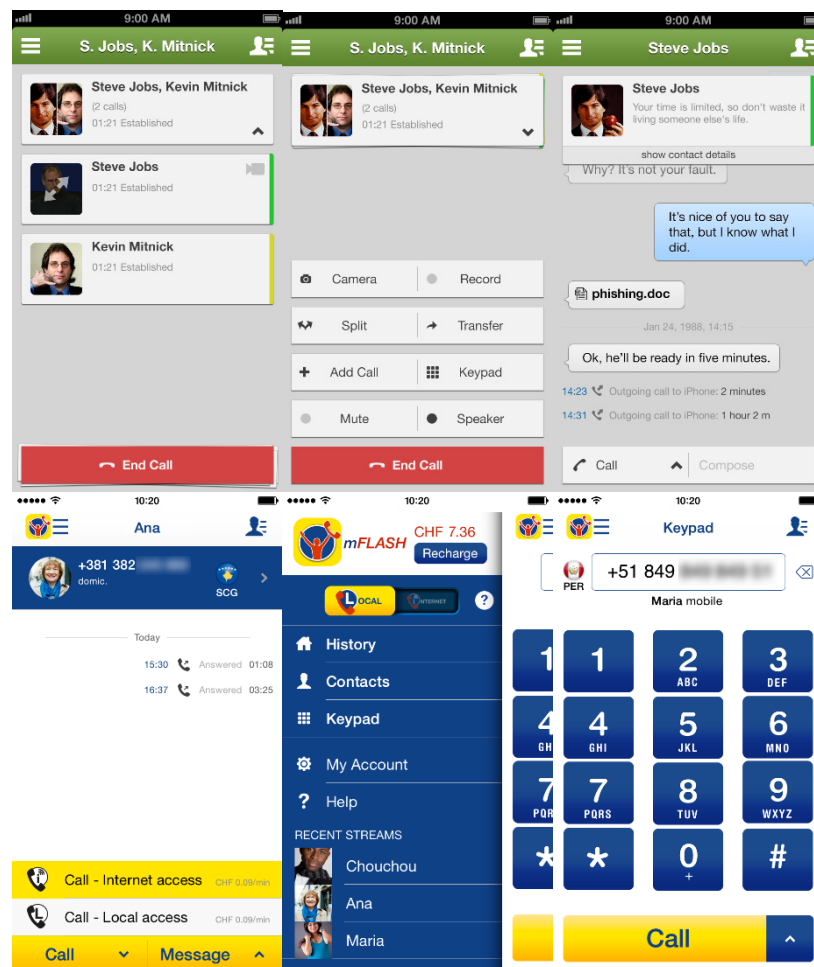 9:00 AM
S. Jobs, K. Mitnick
Steve Jobs, Kevin Mitnick
(2 calls)
01:21 Established
Steve Jobs
01:21 Established
Kevin Mitnick
01:21 Established
End Call
9:00 AM
S. Jobs, K. Mitnick
Steve Jobs, Kevin Mitnick
(2 calls)
01:21 Established
Camera Record
Split Transfer
Add Call Keypad
Mute Speaker
End Call
9:00 AM
Steve Jobs
Steve Jobs
Your time is limited, so don't waste it
living someone else's life.
show contact details
Why? It's not your fault.
It's nice of you to say
that, but I know what I
did.
phishing.doc
Jan 24, 1988, 14:15
Ok, he'll be ready in five minutes.
14:23 Outgoing call to iPhone: 2 minutes
14:31 Outgoing call to iPhone: 1 hour 2 m
Call Compose
10:20
Ana
+381 382
domic.
SCG
Today
15:30 Answered 01:08
16:37 Answered 03:25
Call - Internet access CHF 0.09/min
Call - Local access CHF 0.09/min
Call Message
10:20
mFLASH
CHF 7.36
Recharge
LOCAL INTERNET ?
History
Contacts
Keypad
My Account
? Help
RECENT STREAMS
Chouchou
Ana
Maria
1
4
GH
7
PQR
*
10:20
Keypad
PER
+51 849
Maria mobile
1 2 3
ABC DEF
4 5 6
GHI JKL MNO
7 8 9
PQRS TUV WXYZ
* 0 #
+
Call